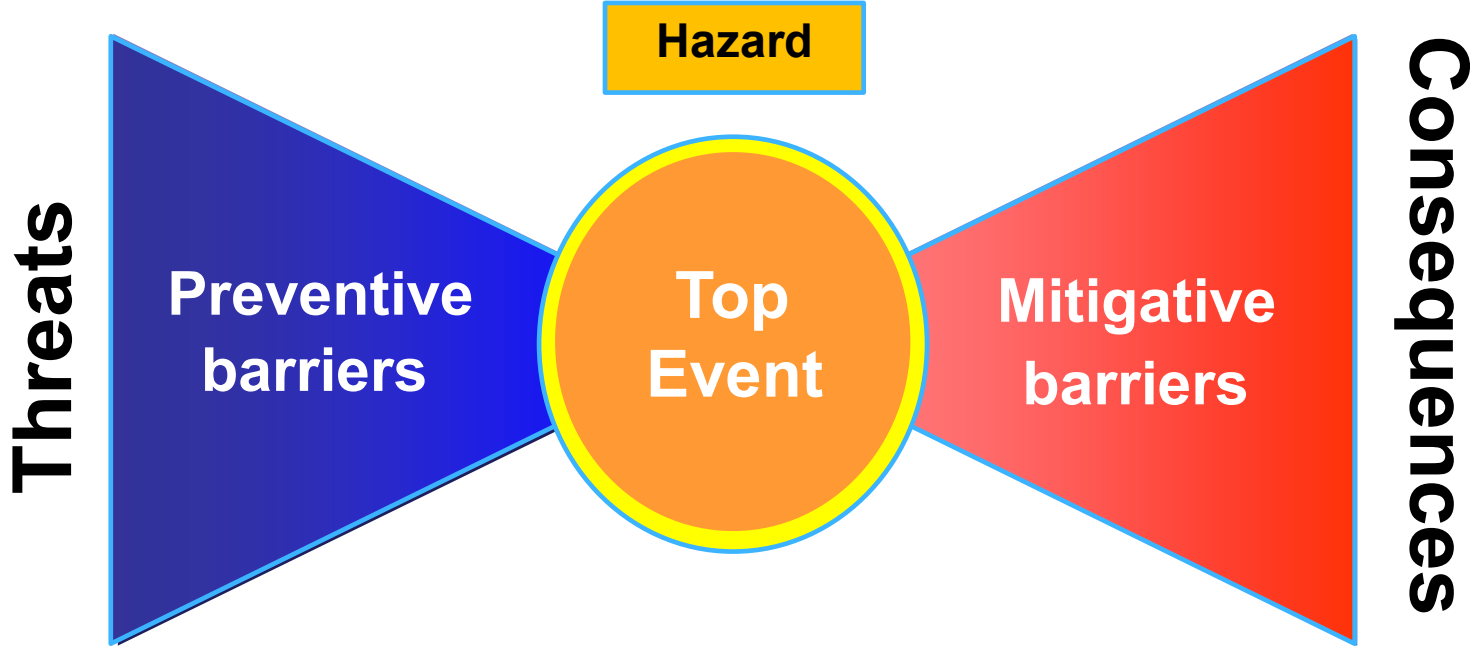 Hazard
Threats
Preventive
barriers
Top
Event
Mitigative
barriers
Consequences